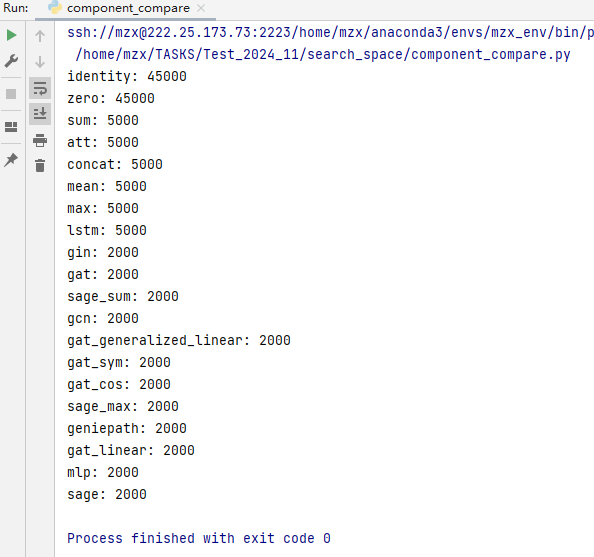 Run:
component_compare
ssh://mzx@222.25.173.73:2223/home/mzx/anaconda3/envs/mzx_env/bin/p
/home/mzx/TASKS/Test_2024_11/search_space/component_compare.py
identity: 45000
zero: 45000
sum: 5000
att: 5000
concat: 5000
mean: 5000
max: 5000
lstm: 5000
gin: 2000
gat: 2000
sage_sum: 2000
gcn: 2000
gat_generalized_linear: 2000
gat_sym: 2000
gat_cos: 2000
sage_max: 2000
geniepath: 2000
gat_linear: 2000
mlp: 2000
sage: 2000
Process finished with exit code 0